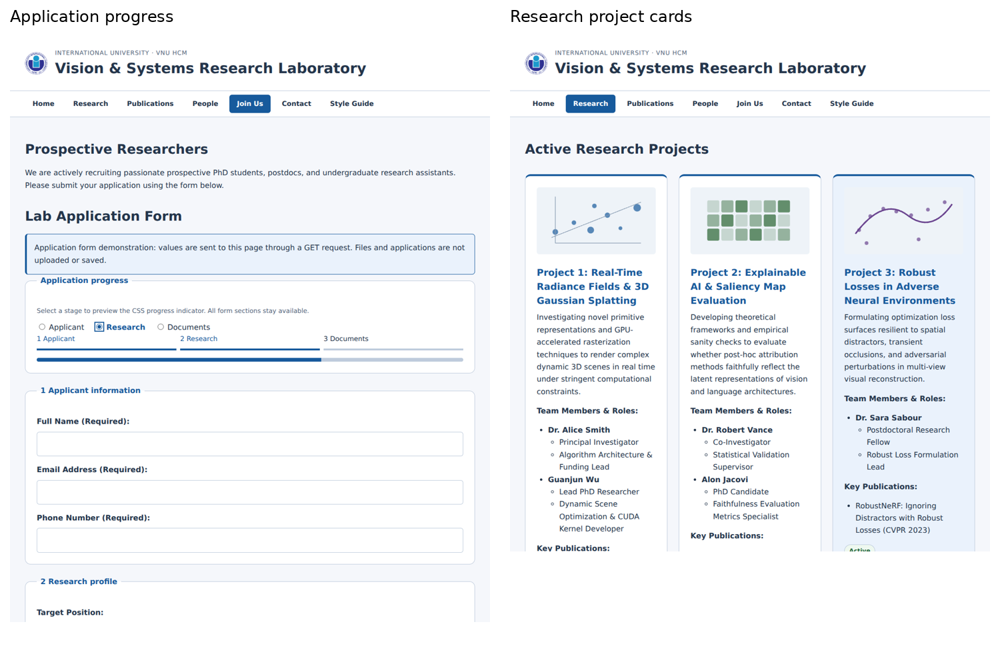 Application progress
INTERNATIONAL UNIVERSITY · VNU HCM
Vision & Systems Research Laboratory
Home Research Publications People Join Us Contact Style Guide
Prospective Researchers
We are actively recruiting passionate prospective PhD students, postdocs, and undergraduate research assistants.
Please submit your application using the form below.
Lab Application Form
Application form demonstration: values are sent to this page through a GET request. Files and applications are not
uploaded or saved.
Application progress
Select a stage to preview the CSS progress indicator. All form sections stay available.
Applicant Research Documents
1 Applicant 2 Research 3 Documents
1 Applicant information
Full Name (Required):
Email Address (Required):
Phone Number (Required):
2 Research profile
Target Position:
Research project cards
INTERNATIONAL UNIVERSITY · VNU HCM
Vision & Systems Research Laboratory
Home Research Publications People Join Us Contact Style Guide
Active Research Projects
Project 1: Real-Time
Radiance Fields & 3D
Gaussian Splatting
Investigating novel primitive
representations and GPU-
accelerated rasterization
techniques to render complex
dynamic 3D scenes in real time
under stringent computational
constraints.
Team Members & Roles:
Dr. Alice Smith
Principal Investigator
Algorithm Architecture &
Funding Lead
Guanjun Wu
Lead PhD Researcher
Dynamic Scene
Optimization & CUDA
Kernel Developer
Key Publications:
Project 2: Explainable
AI & Saliency Map
Evaluation
Developing theoretical
frameworks and empirical
sanity checks to evaluate
whether post-hoc attribution
methods faithfully reflect the
latent representations of vision
and language architectures.
Team Members & Roles:
Dr. Robert Vance
Co-Investigator
Statistical Validation
Supervisor
Alon Jacovi
PhD Candidate
Faithfulness Evaluation
Metrics Specialist
Key Publications:
Project 3: Robust
Losses in Adverse
Neural Environments
Formulating optimization loss
surfaces resilient to spatial
distractors, transient
occlusions, and adversarial
perturbations in multi-view
visual reconstruction.
Team Members & Roles:
Dr. Sara Sabour
Postdoctoral Research
Fellow
Robust Loss Formulation
Lead
Key Publications:
RobustNeRF: Ignoring
Distractors with Robust
Losses (CVPR 2023)
Active